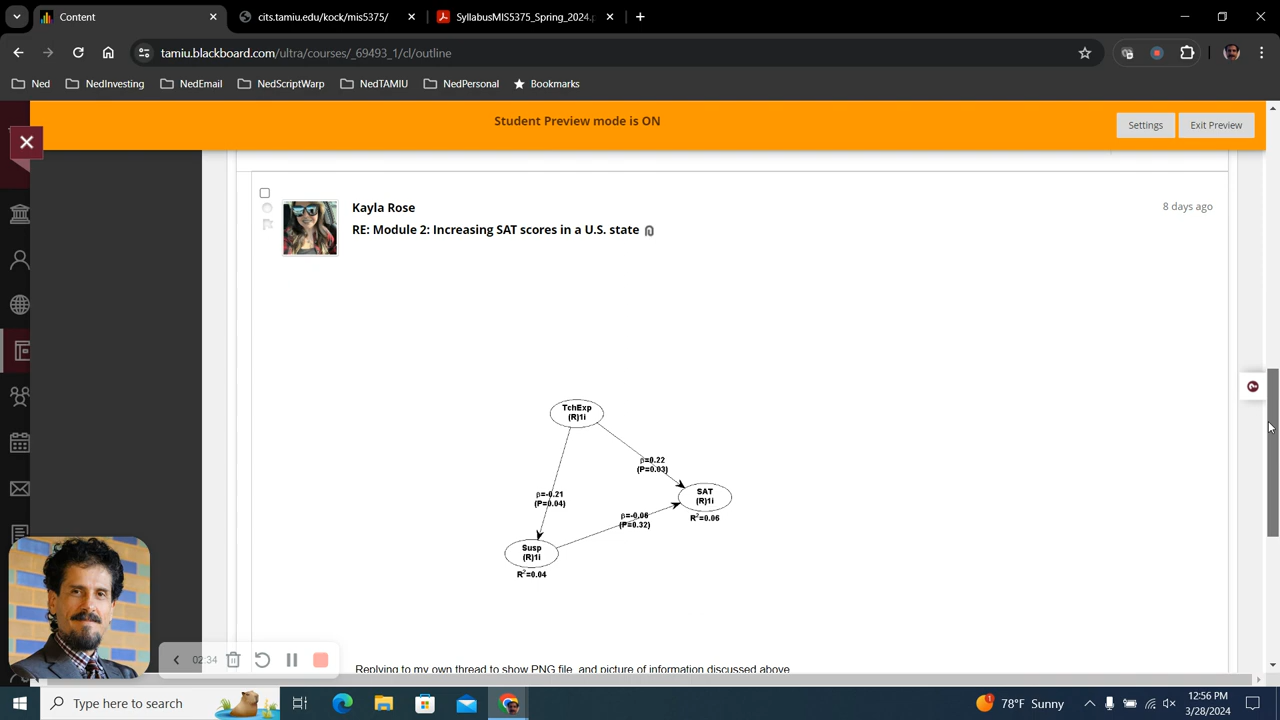 Content
cits.tamiu.edu/kock/mis5375/
SyllabusMIS5375_Spring_2024.p
tamiu.blackboard.com/ultra/courses/_69493_1/cl/outline
Ned NedInvesting NedEmail NedScriptWarp NedTAMIU NedPersonal Bookmarks
Student Preview mode is ON
Settings
Exit Preview
Kayla Rose
8 days ago
RE: Module 2: Increasing SAT scores in a U.S. state
TchExp
(R)1i
β=0.22
(P=0.03)
SAT
(R)1i
R²=0.06
β=-0.21
(P=0.04)
β=-0.06
(P=0.32)
Susp
(R)1i
R²=0.04
Replying to my own thread to show PNG file and picture of information discussed above
02:34
Type here to search
78°F Sunny
12:56 PM
3/28/2024